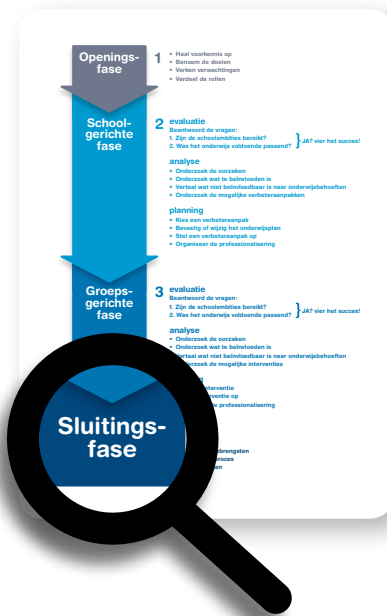 Openings-
fase
1
• Haal voorkennis op
• Benoem de doelen
• Verken verwachtingen
• Verdeel de rollen
School-
gerichte
fase
2 evaluatie
Beantwoord de vragen:
1. Zijn de schoolambities bereikt?
2. Was het onderwijs voldoende passend?
} JA? vier het succes!
analyse
• Onderzoek de oorzaken
• Onderzoek wat te beïnvloeden is
• Vertaal wat niet beïnvloedbaar is naar onderwijsbehoeften
• Onderzoek de mogelijke verbeteraanpakken
planning
• Kies een verbeteraanpak
• Bevestig of wijzig het onderwijsplan
• Stel een verbeteraanpak op
• Organiseer de professionalisering
Groeps-
gerichte
fase
3 evaluatie
Beantwoord de vragen:
1. Zijn de schoolambities bereikt?
2. Was het onderwijs voldoende passend?
} JA? vier het succes!
analyse
• Onderzoek de oorzaken
• Onderzoek wat te beïnvloeden is
Vertaal wat niet beïnvloedbaar is naar onderwijsbehoeften
nderzoek de mogelijke interventies
interventie
op
de professionalisering
Sluitings-
fase